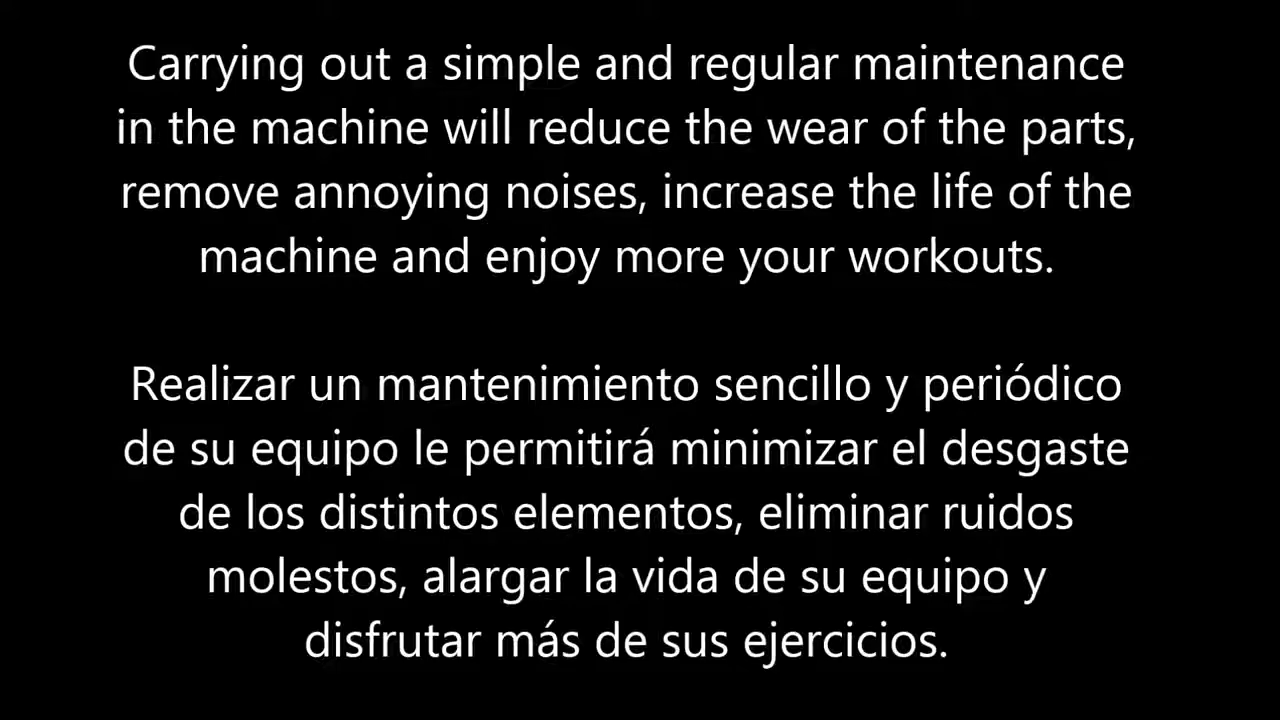 Carrying out a simple and regular maintenance
in the machine will reduce the wear of the parts,
remove annoying noises, increase the life of the
machine and enjoy more your workouts.
Realizar un mantenimiento sencillo y periódico
de su equipo le permitirá minimizar el desgaste
de los distintos elementos, eliminar ruidos
molestos, alargar la vida de su equipo y
disfrutar más de sus ejercicios.